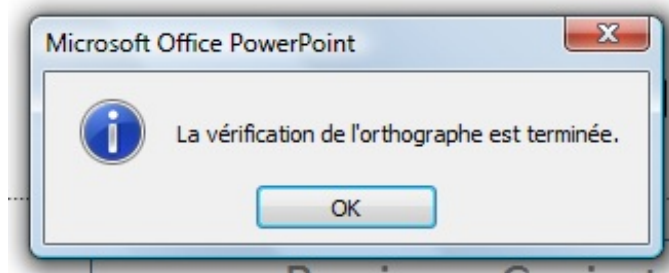 Microsoft Office PowerPoint
La vérification de l'orthographe est terminée.
OK